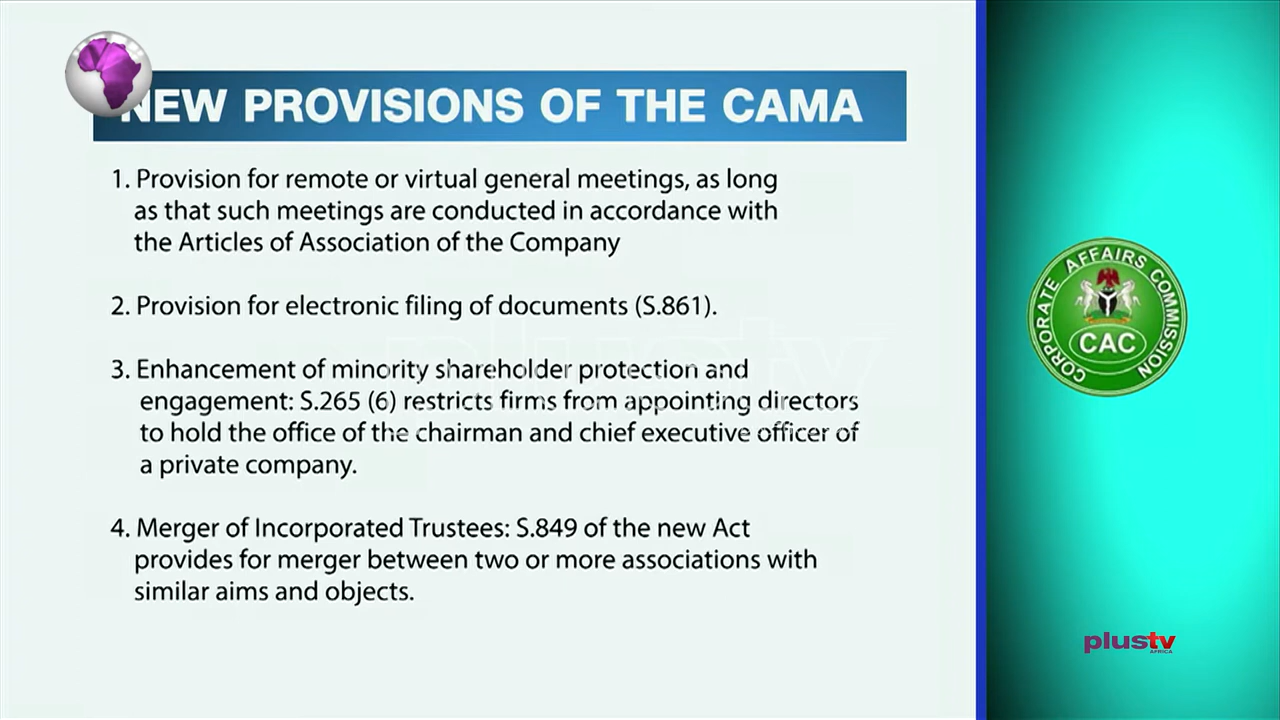 NEW PROVISIONS OF THE CAMA
1. Provision for remote or virtual general meetings, as long
as that such meetings are conducted in accordance with
the Articles of Association of the Company
2. Provision for electronic filing of documents (S.861).
3. Enhancement of minority shareholder protection and
engagement: S.265 (6) restricts firms from appointing directors
to hold the office of the chairman and chief executive officer of
a private company.
4. Merger of Incorporated Trustees: S.849 of the new Act
provides for merger between two or more associations with
similar aims and objects.
CORPORATE AFFAIRS COMMISSION
CAC
plustv
AFRICA
plustv